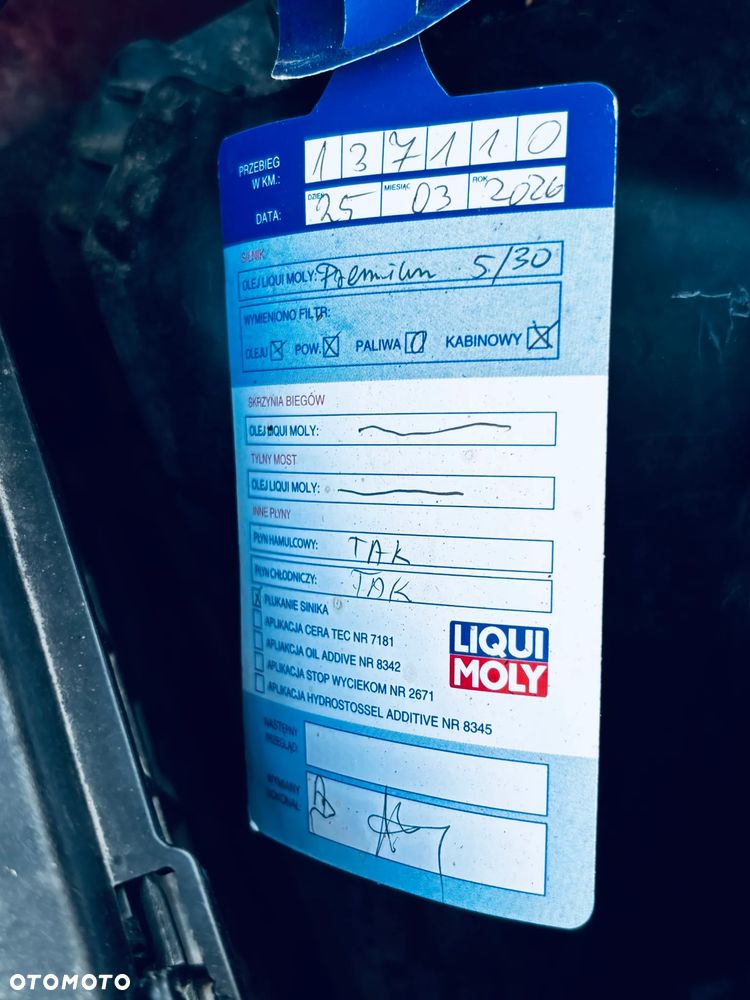 PRZEBIEG W KM.: 137110
DZIEŃ MIESIĄC ROK
DATA: 25 03 2026
SILNIK
OLEJ LIQUI MOLY: Premium 5/30
WYMIENIONO FILTR:
OLEJU X POW. X PALIWA KABINOWY X
SKRZYNIA BIEGÓW
OLEJ LIQUI MOLY:
TYLNY MOST
OLEJ LIQUI MOLY:
INNE PŁYNY
PŁYN HAMULCOWY: TAK
PŁYN CHŁODNICZY: TAK
X PŁUKANIE SINIKA
APLIKACJA CERA TEC NR 7181
APLIAKCJA OIL ADDIVE NR 8342
APLIKACJA STOP WYCIEKOM NR 2671
APLIKACJA HYDROSTOSSEL ADDITIVE NR 8345
LIQUI
MOLY
NASTĘPNY
PRZEGLĄD:
WYMIANY
DOKONAŁ:
OTOMOTO